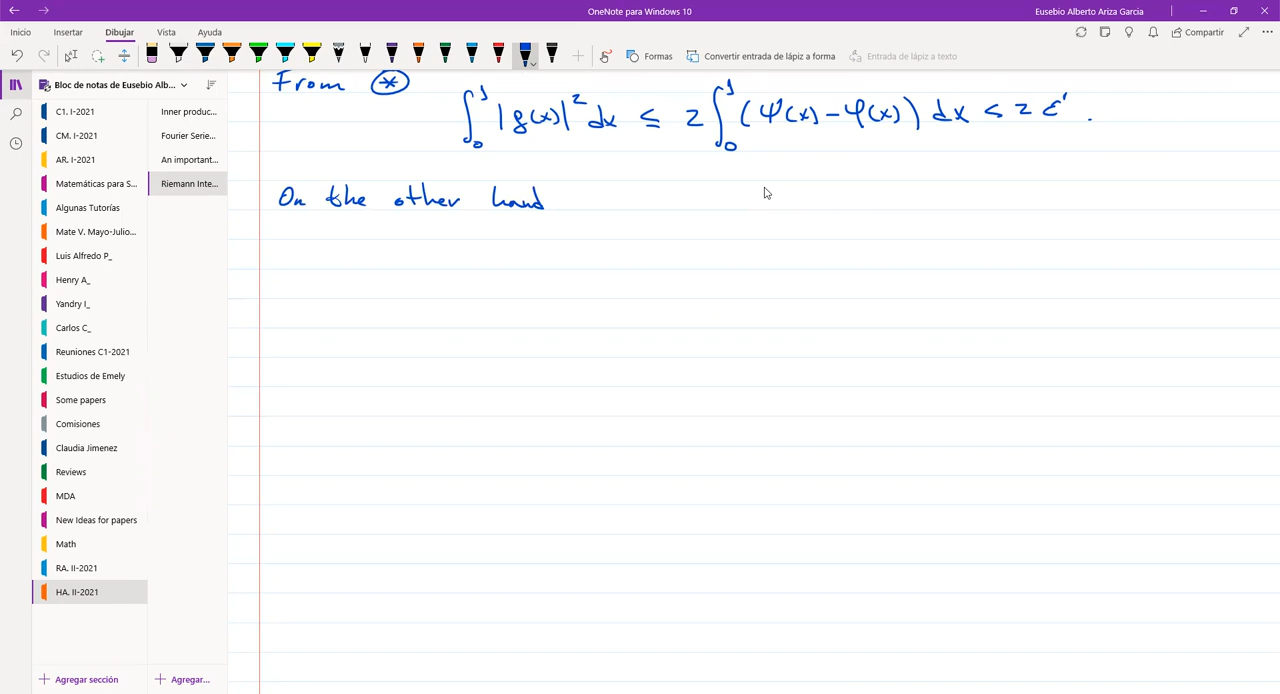 OneNote para Windows 10
Eusebio Alberto Ariza Garcia
Inicio Insertar Dibujar Vista Ayuda
Compartir
Formas
Convertir entrada de lápiz a forma
Entrada de lápiz a texto
Bloc de notas de Eusebio Alb...
C1. I-2021
CM. I-2021
AR. I-2021
Matemáticas para S...
Algunas Tutorías
Mate V. Mayo-Julio...
Luis Alfredo P_
Henry A_
Yandry I_
Carlos C_
Reuniones C1-2021
Estudios de Emely
Some papers
Comisiones
Claudia Jimenez
Reviews
MDA
New Ideas for papers
Math
RA. II-2021
HA. II-2021
Agregar sección
Inner produc...
Fourier Serie...
An important...
Riemann Inte...
Agregar...
From ⊛
∫₀¹ |g(x)|² dx ≤ 2 ∫₀¹ (ψ(x) − φ(x)) dx ≤ 2 ε'.
On the other hand